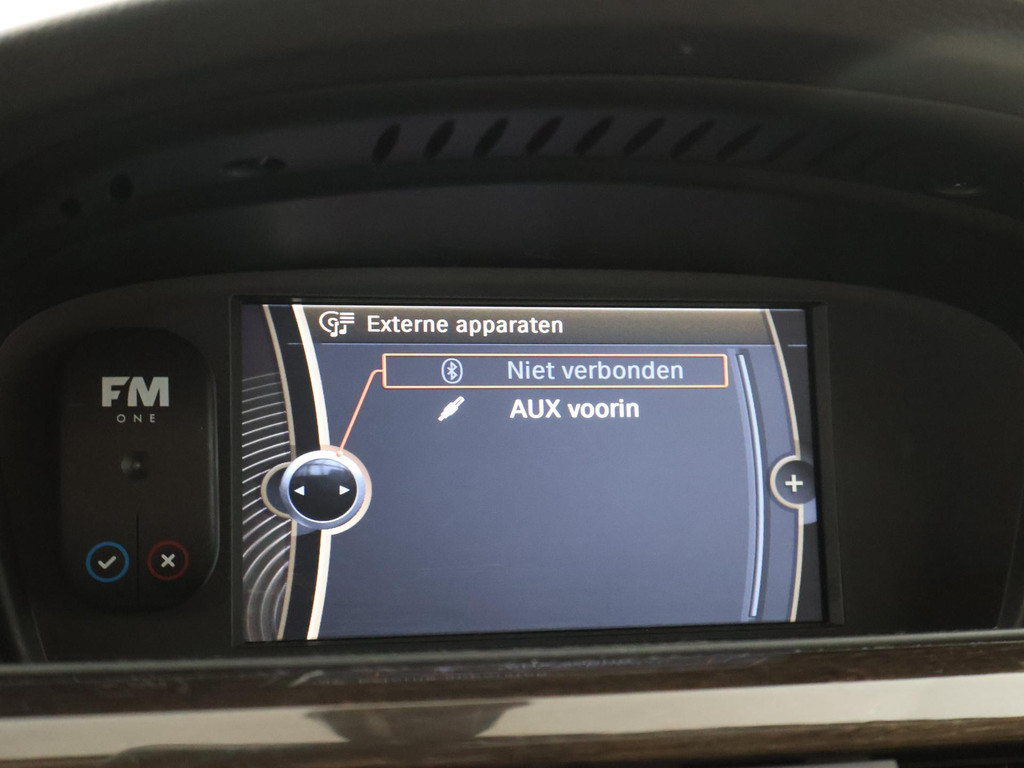 Externe apparaten
Niet verbonden
AUX voorin
FM
ONE